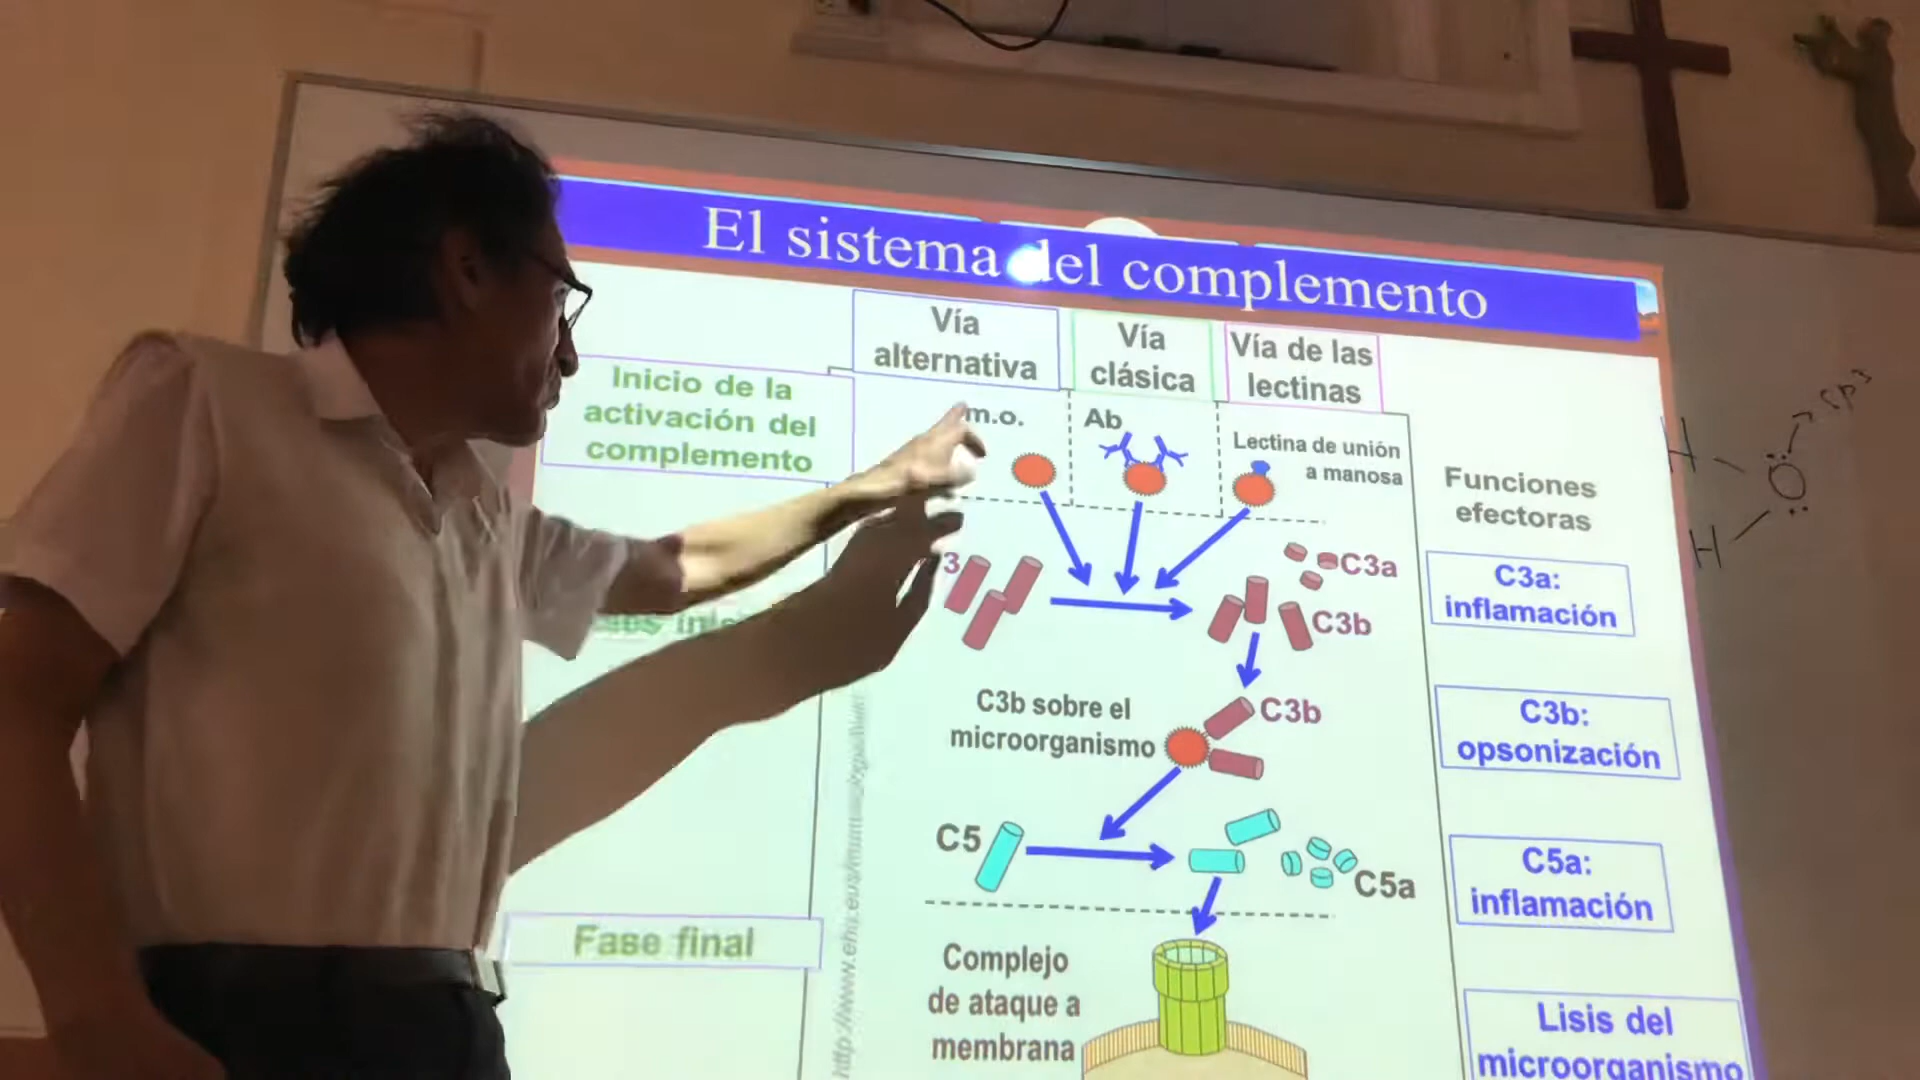 El sistema del complemento
Vía
alternativa
Vía
clásica
Vía de las
lectinas
Inicio de la
activación del
complemento
m.o.
Ab
Lectina de unión
a manosa
Funciones
efectoras
3
C3a
C3b
C3a:
inflamación
C3b sobre el
microorganismo
C3b
C3b:
opsonización
C5
C5a
C5a:
inflamación
Fase final
Complejo
de ataque a
membrana
Lisis del
microorganismo
H
O
sp3
H